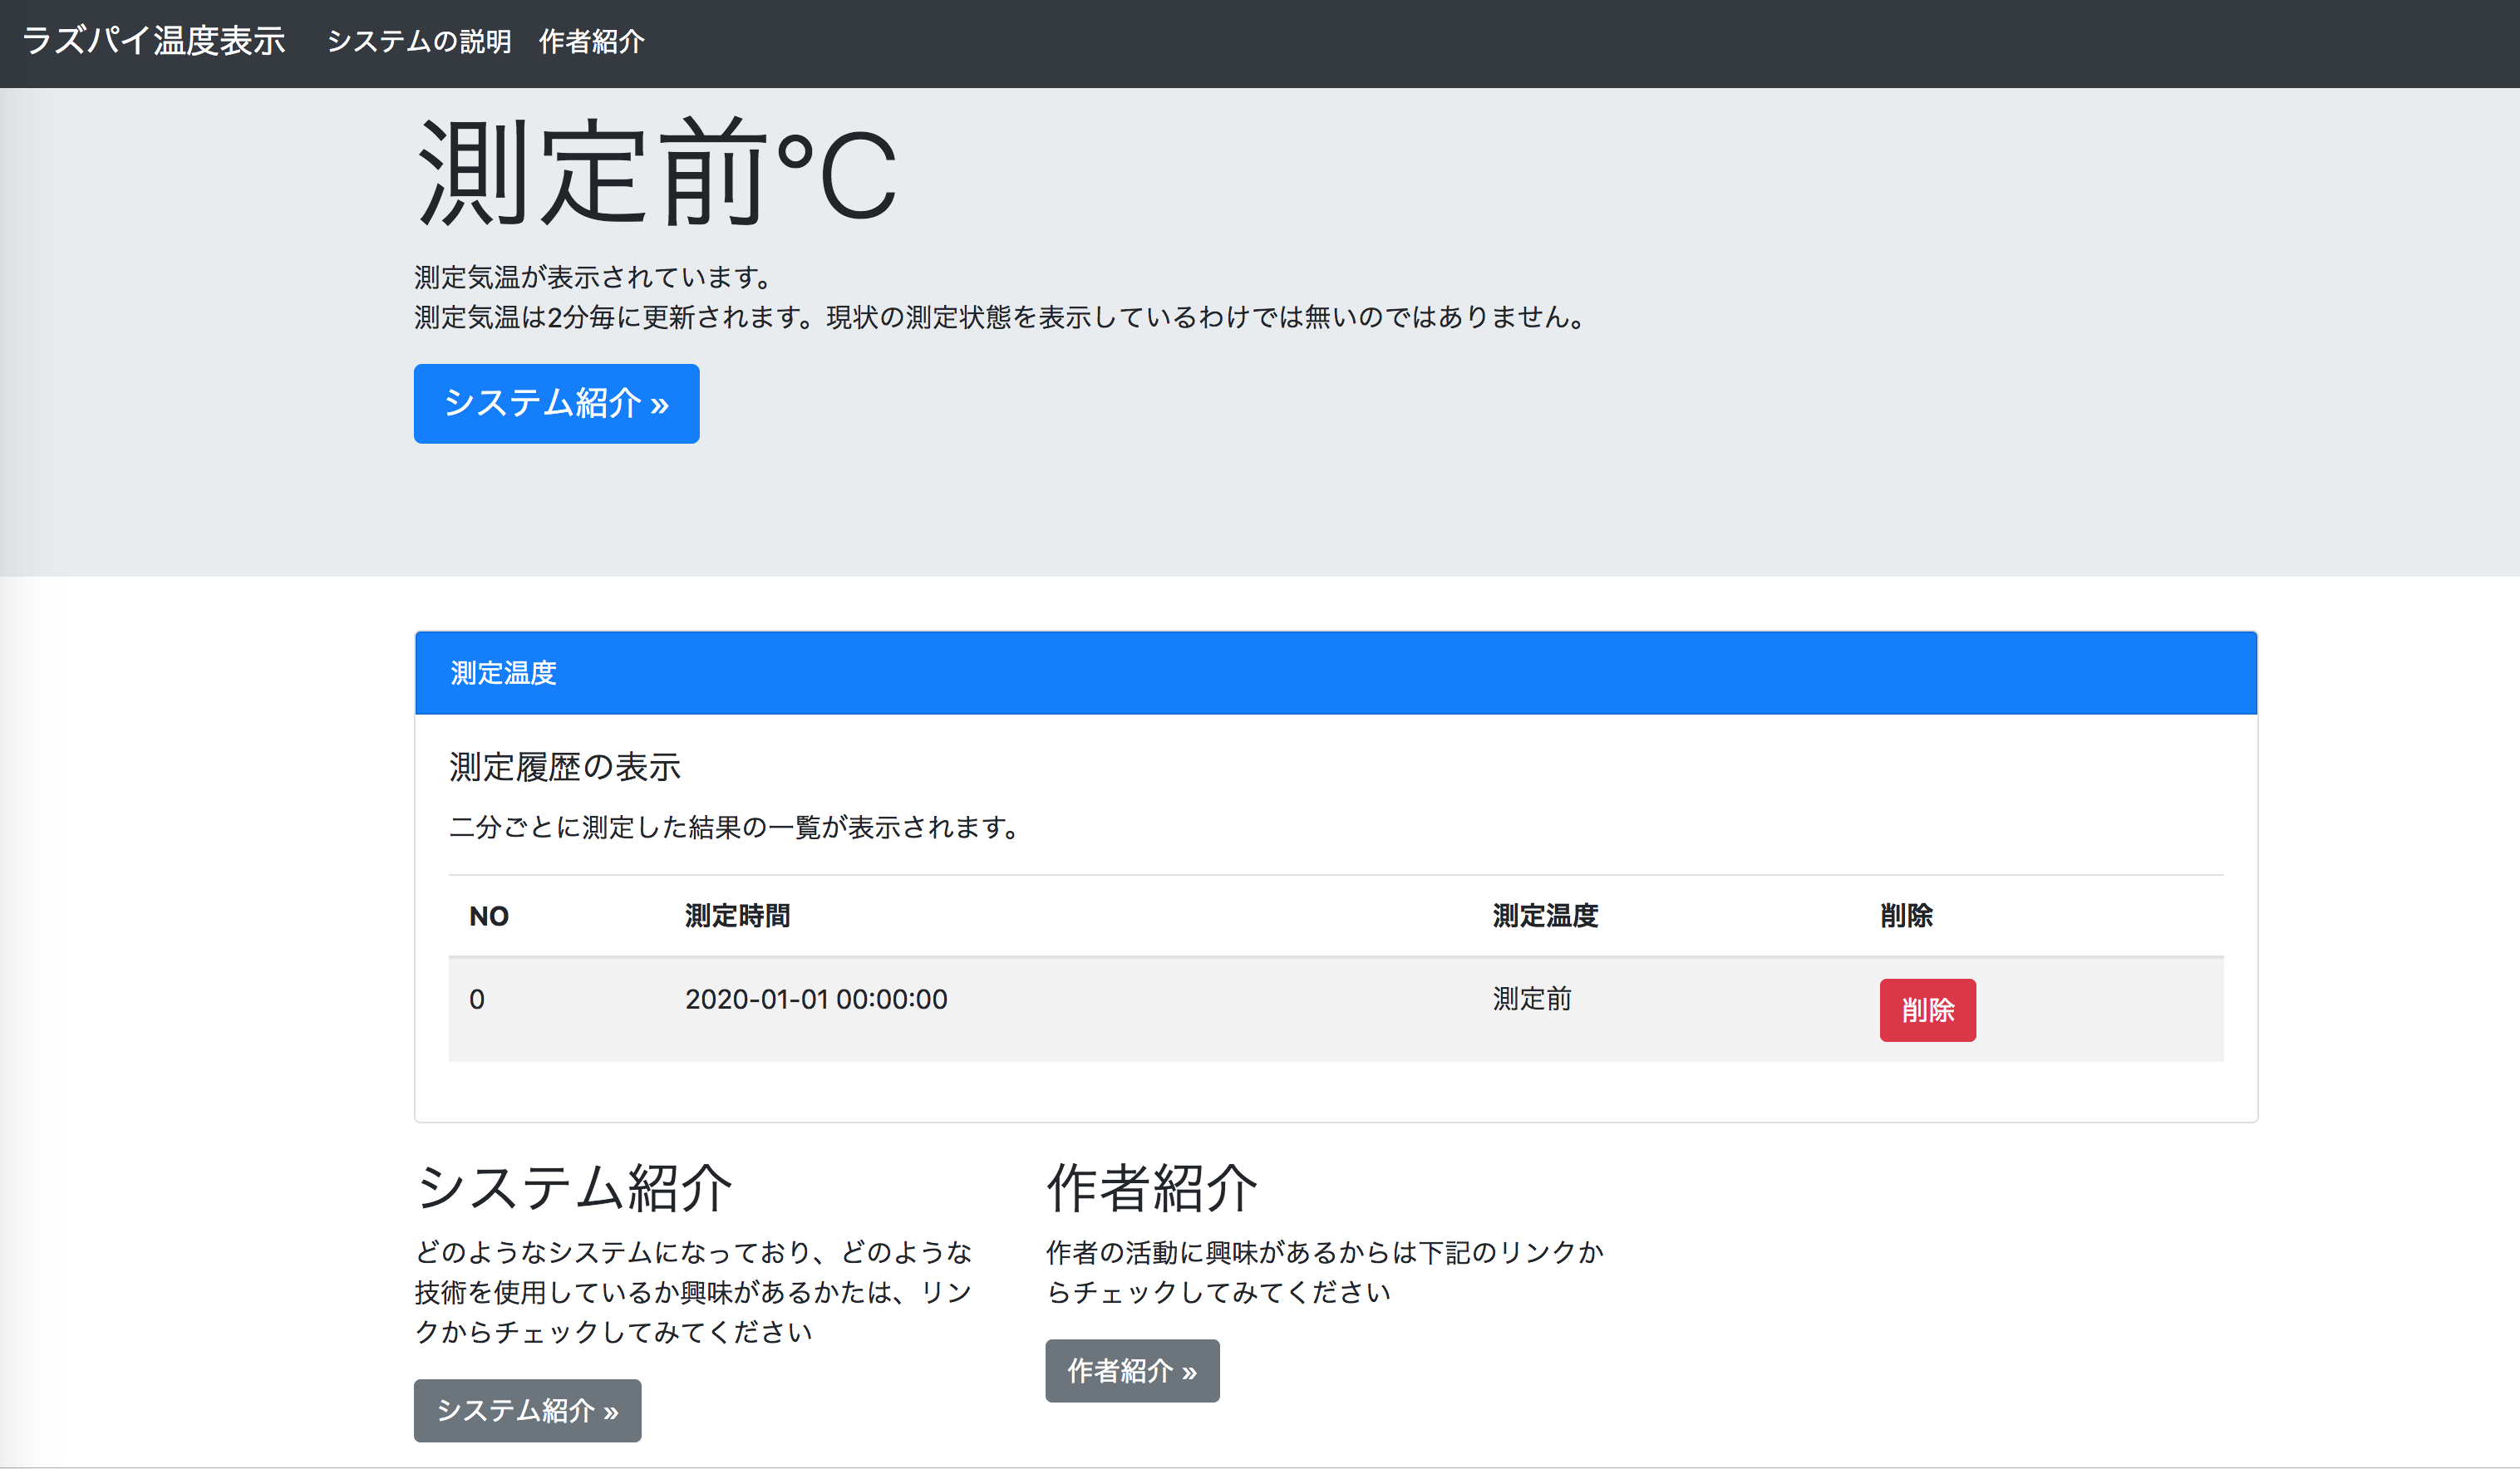 ラズパイ温度表示 システムの説明 作者紹介
測定前℃
測定気温が表示されています。
測定気温は2分毎に更新されます。現状の測定状態を表示しているわけでは無いのではありません。
システム紹介 »
測定温度
測定履歴の表示
二分ごとに測定した結果の一覧が表示されます。
NO 測定時間 測定温度 削除
0 2020-01-01 00:00:00 測定前 削除
システム紹介
どのようなシステムになっており、どのような
技術を使用しているか興味があるかたは、リン
クからチェックしてみてください
システム紹介 »
作者紹介
作者の活動に興味があるからは下記のリンクか
らチェックしてみてください
作者紹介 »